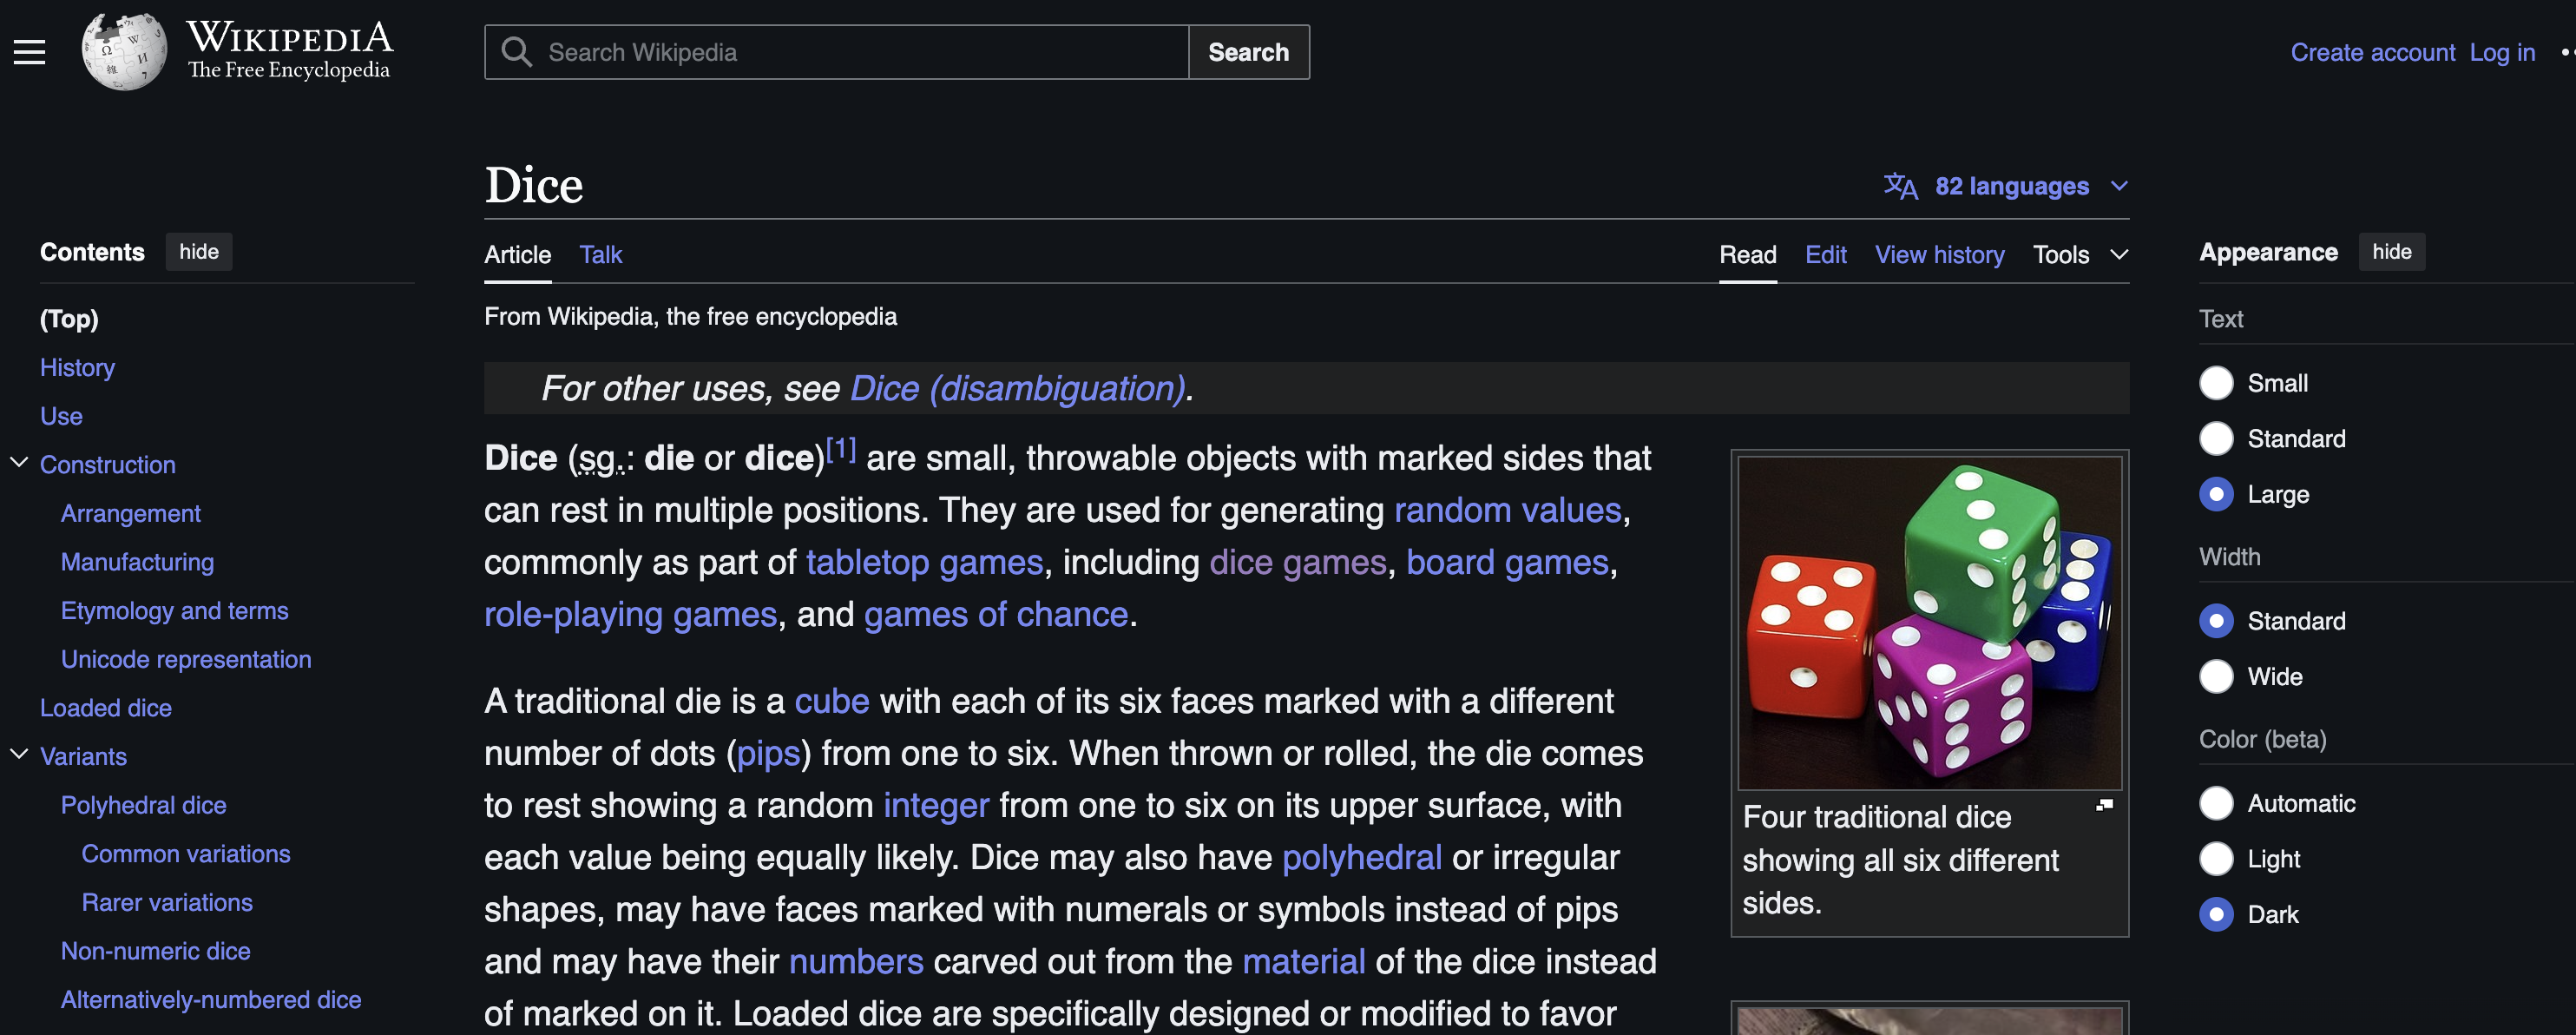 WIKIPEDIA
The Free Encyclopedia
Search Wikipedia
Search
Create account Log in
Dice
82 languages
Contents hide
(Top)
History
Use
Construction
Arrangement
Manufacturing
Etymology and terms
Unicode representation
Loaded dice
Variants
Polyhedral dice
Common variations
Rarer variations
Non-numeric dice
Alternatively-numbered dice
Article Talk
Read Edit View history Tools
From Wikipedia, the free encyclopedia
For other uses, see Dice (disambiguation).
Dice (sg.: die or dice)[1] are small, throwable objects with marked sides that
can rest in multiple positions. They are used for generating random values,
commonly as part of tabletop games, including dice games, board games,
role-playing games, and games of chance.
A traditional die is a cube with each of its six faces marked with a different
number of dots (pips) from one to six. When thrown or rolled, the die comes
to rest showing a random integer from one to six on its upper surface, with
each value being equally likely. Dice may also have polyhedral or irregular
shapes, may have faces marked with numerals or symbols instead of pips
and may have their numbers carved out from the material of the dice instead
of marked on it. Loaded dice are specifically designed or modified to favor
Four traditional dice
showing all six different
sides.
Appearance hide
Text
Small
Standard
Large
Width
Standard
Wide
Color (beta)
Automatic
Light
Dark